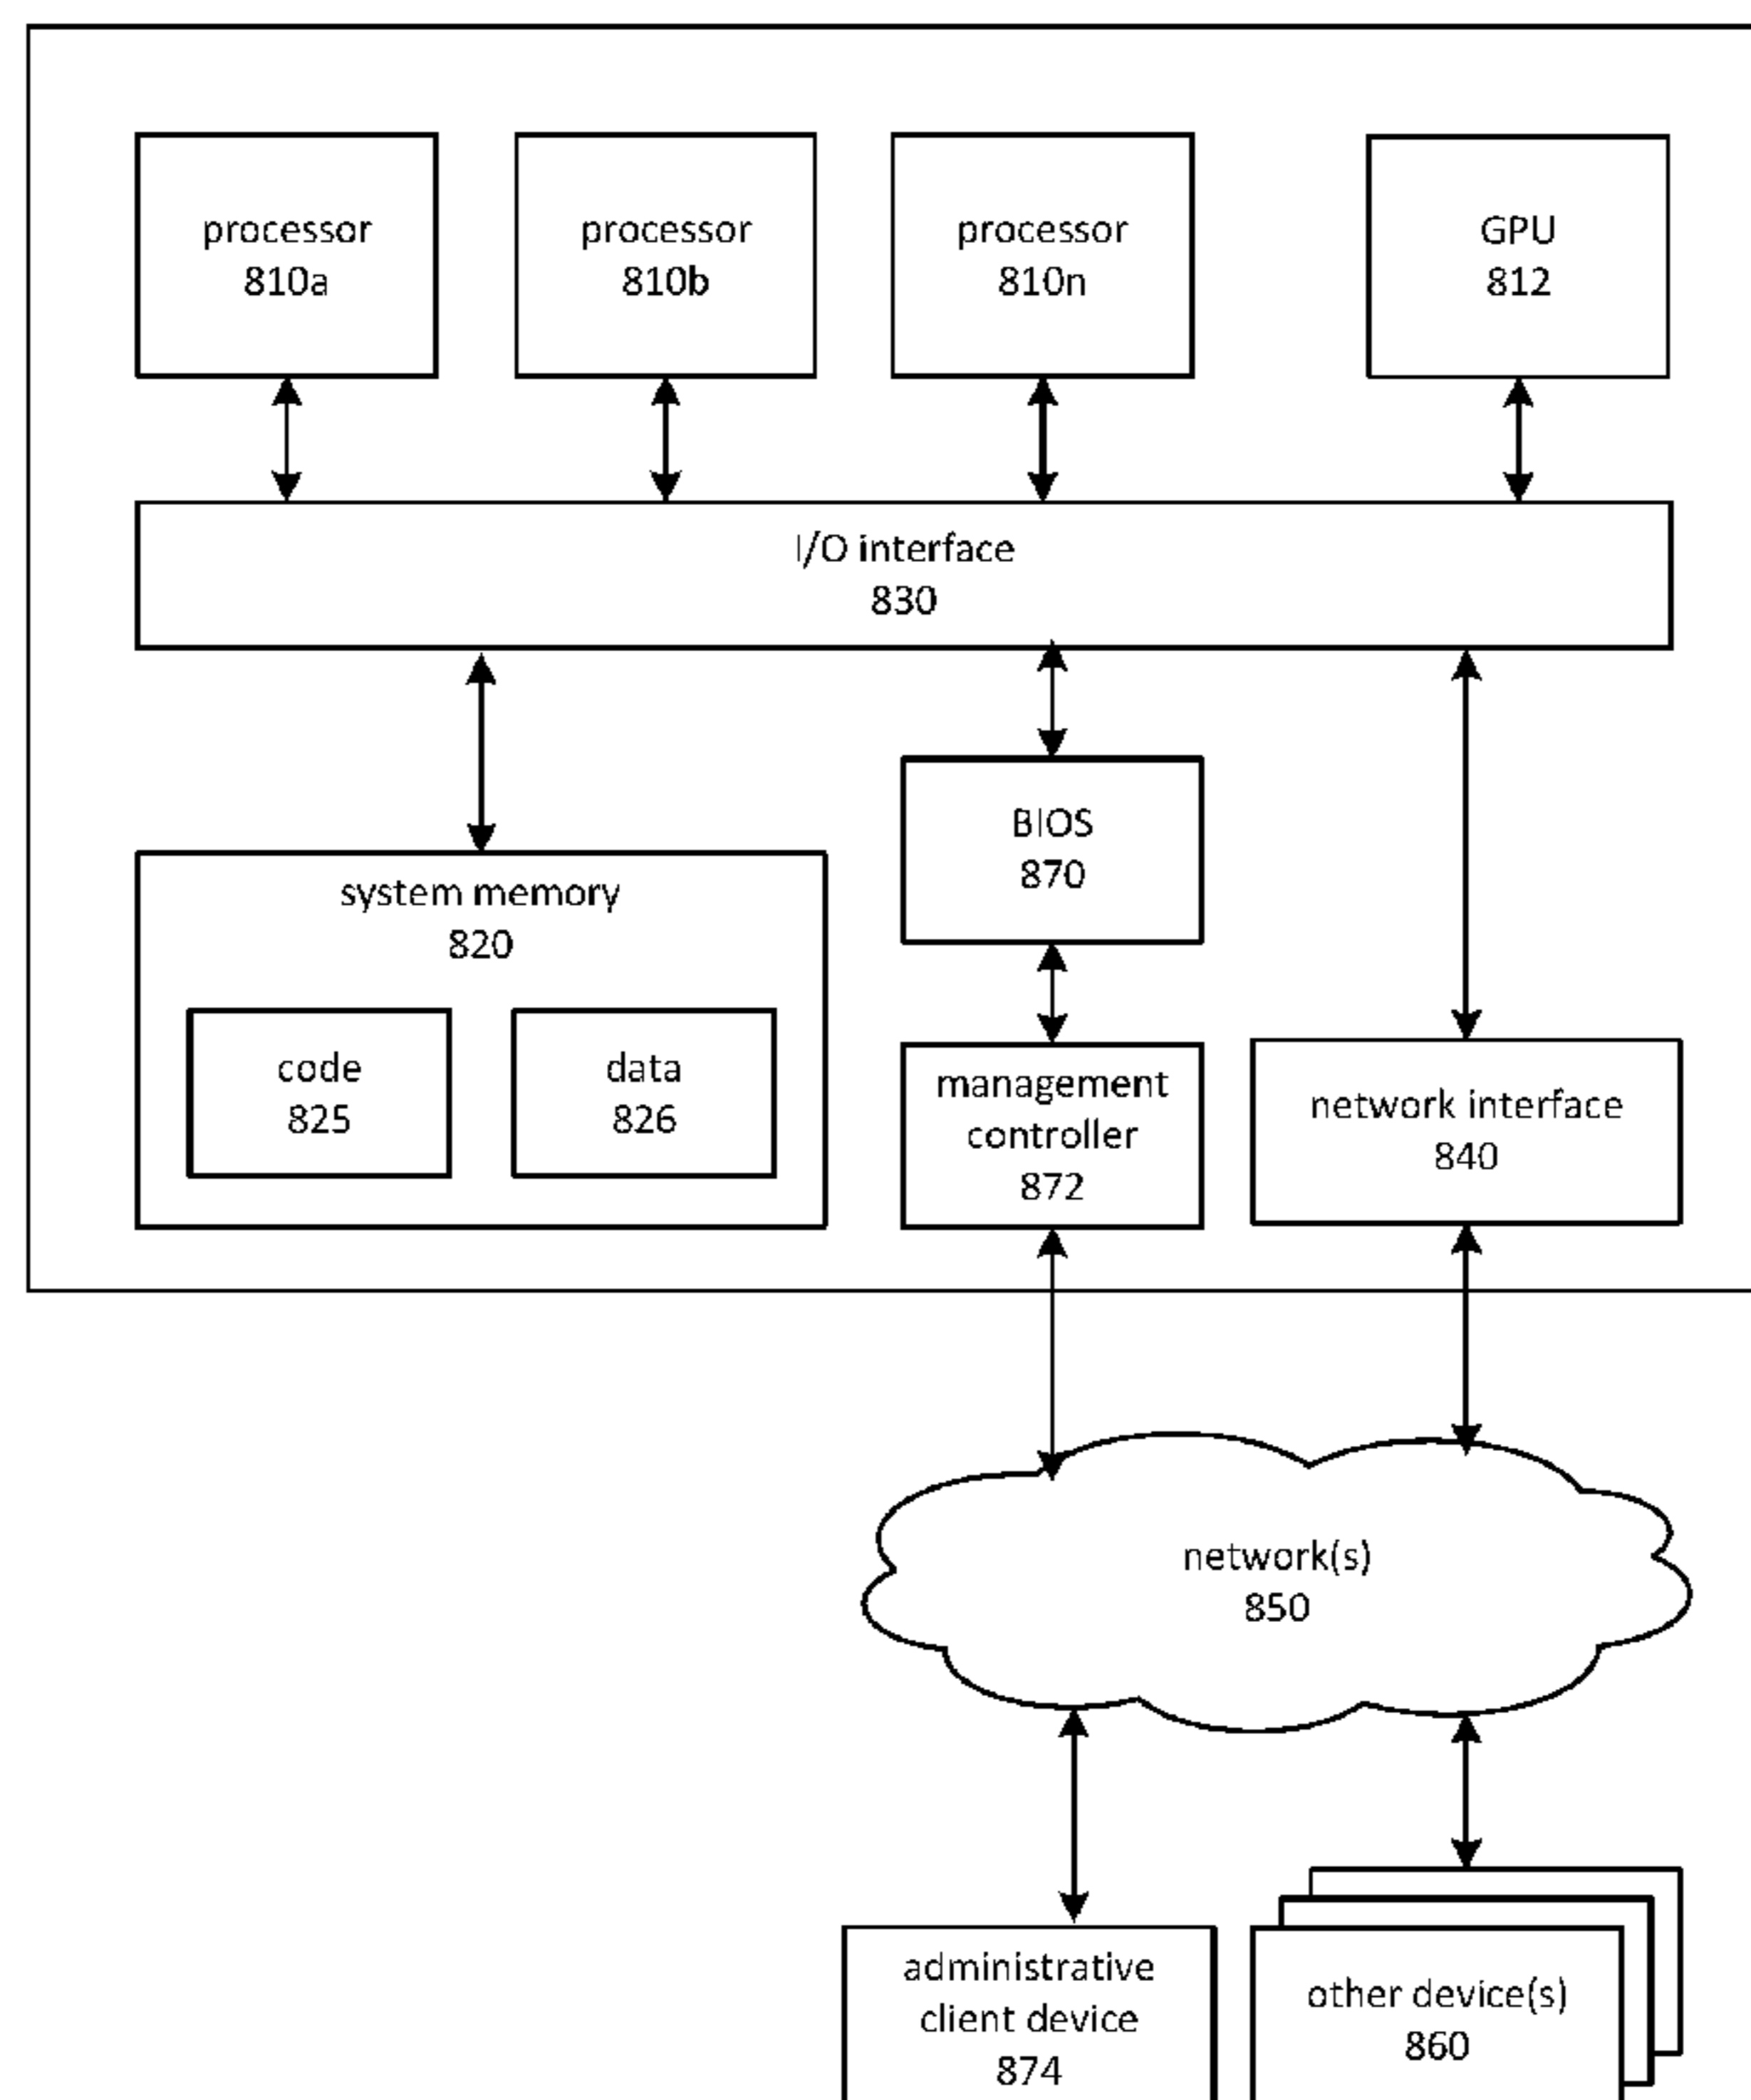 processor
810a
processor
810b
processor
810n
GPU
812
I/O interface
830
BIOS
870
system memory
820
code
825
data
826
management
controller
872
network interface
840
network(s)
850
administrative
client device
874
other device(s)
860